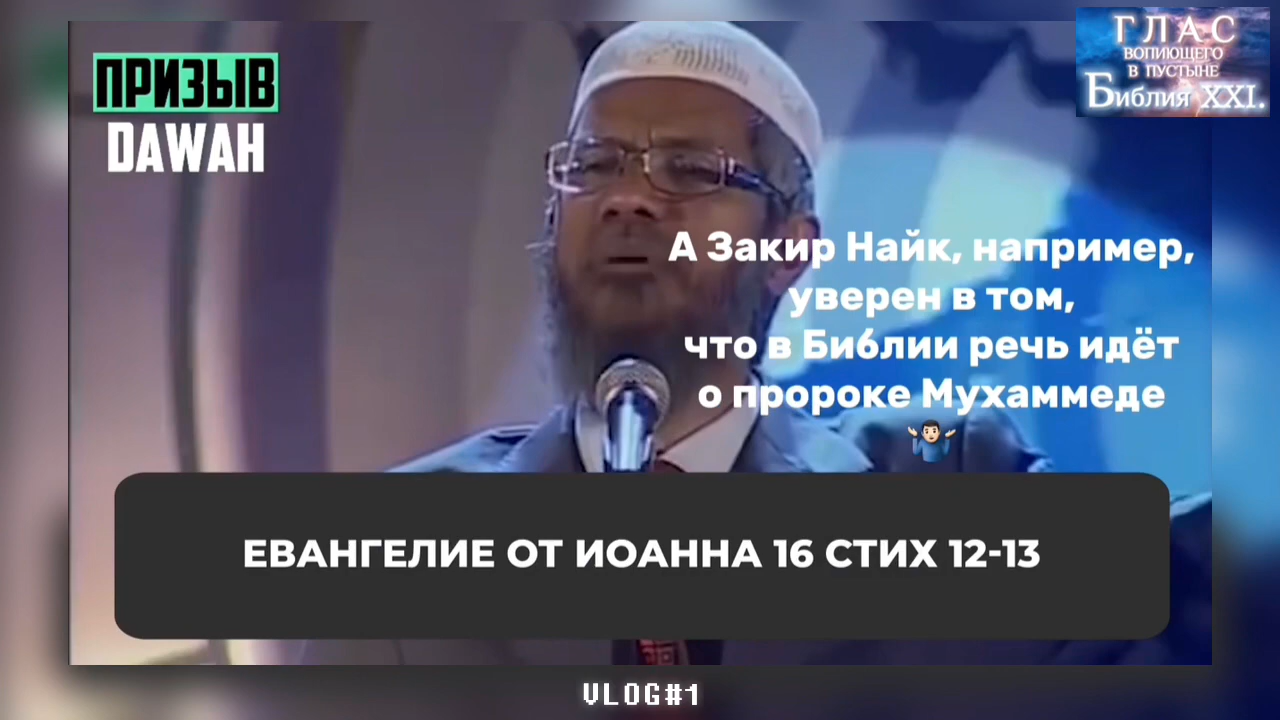 ПРИЗЫВ
DAWAH
ГЛАС
ВОПИЮЩЕГО
В ПУСТЫНЕ
Библия XXI.
А Закир Найк, например,
уверен в том,
что в Библии речь идёт
о пророке Мухаммеде
ЕВАНГЕЛИЕ ОТ ИОАННА 16 СТИХ 12-13
VLOG#1